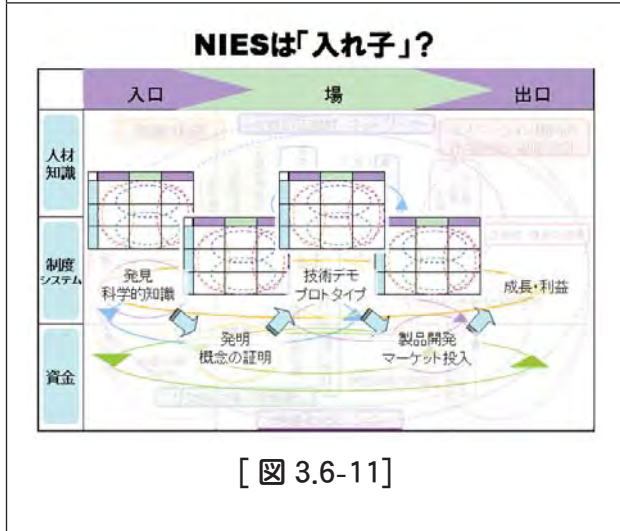 NIESは「入れ子」?
入口
場
出口
人材
知識
制度
システム
資金
発見
科学的知識
発明
概念の証明
技術デモ
プロトタイプ
製品開発
マーケット投入
成長・利益
[ 図 3.6-11]